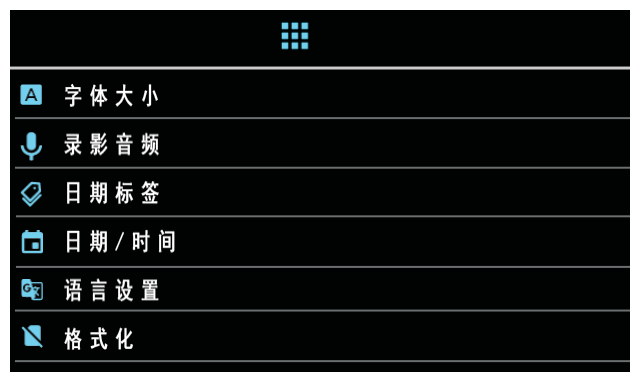 字体大小
录影音频
日期标签
日期/时间
语言设置
格式化